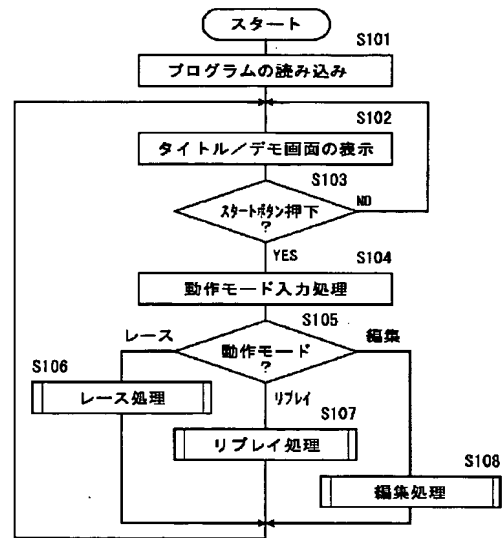 スタート
S101
プログラムの読み込み
S102
タイトル／デモ画面の表示
S103
スタートボタン押下
?
NO
YES
S104
動作モード入力処理
S105
レース
動作モード
?
編集
S106
レース処理
リプレイ
S107
リプレイ処理
S108
編集処理